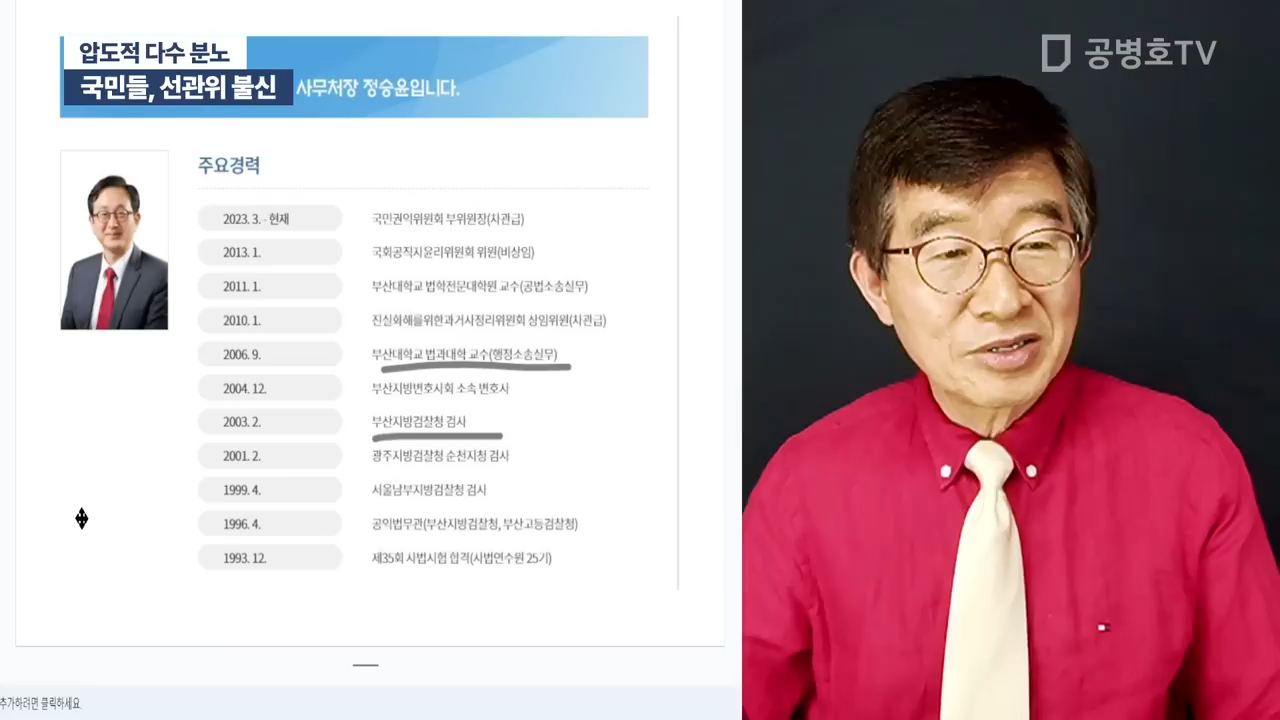 압도적 다수 분노
국민들, 선관위 불신
사무처장 정승윤입니다.
공병호TV
주요경력
2023. 3. - 현재 국민권익위원회 부위원장(차관급)
2013. 1. 국회공직자윤리위원회 위원(비상임)
2011. 1. 부산대학교 법학전문대학원 교수(공법소송실무)
2010. 1. 진실화해를위한과거사정리위원회 상임위원(차관급)
2006. 9. 부산대학교 법과대학 교수(행정소송실무)
2004. 12. 부산지방변호사회 소속 변호사
2003. 2. 부산지방검찰청 검사
2001. 2. 광주지방검찰청 순천지청 검사
1999. 4. 서울남부지방검찰청 검사
1996. 4. 공익법무관(부산지방검찰청, 부산고등검찰청)
1993. 12. 제35회 사법시험 합격(사법연수원 25기)
추가하려면 클릭하세요.